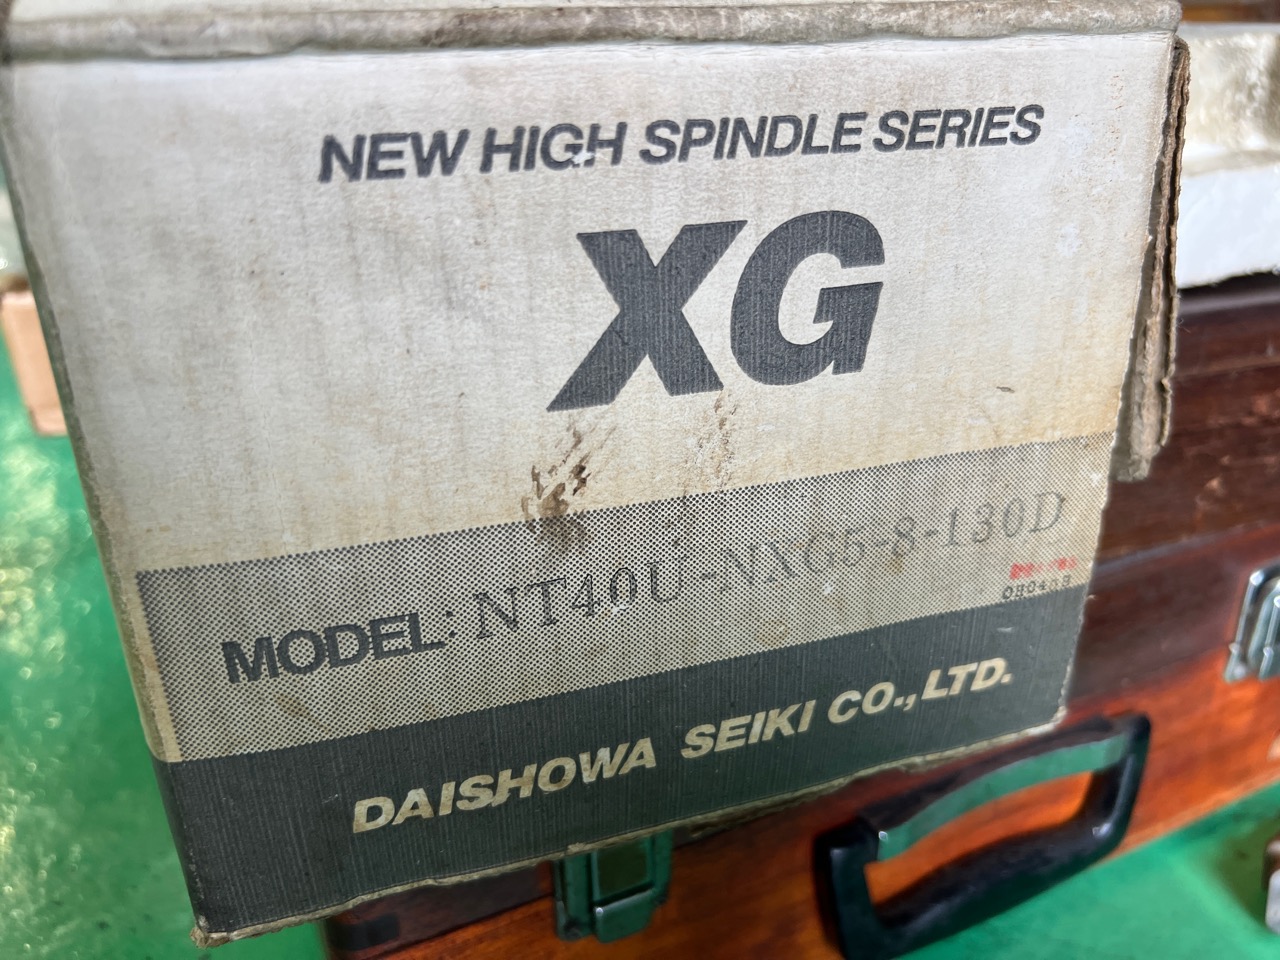 NEW HIGH SPINDLE SERIES
XG
MODEL: NT40U-NXG5-8-130D
DAISHOWA SEIKI CO., LTD.